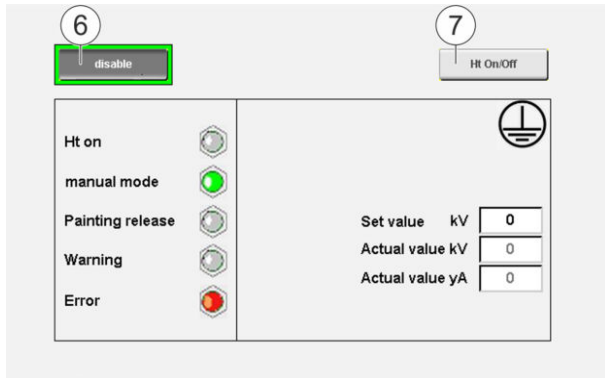 6
7
disable
Ht On/Off
Ht on
manual mode
Painting release
Warning
Error
Set value kV 0
Actual value kV 0
Actual value yA 0